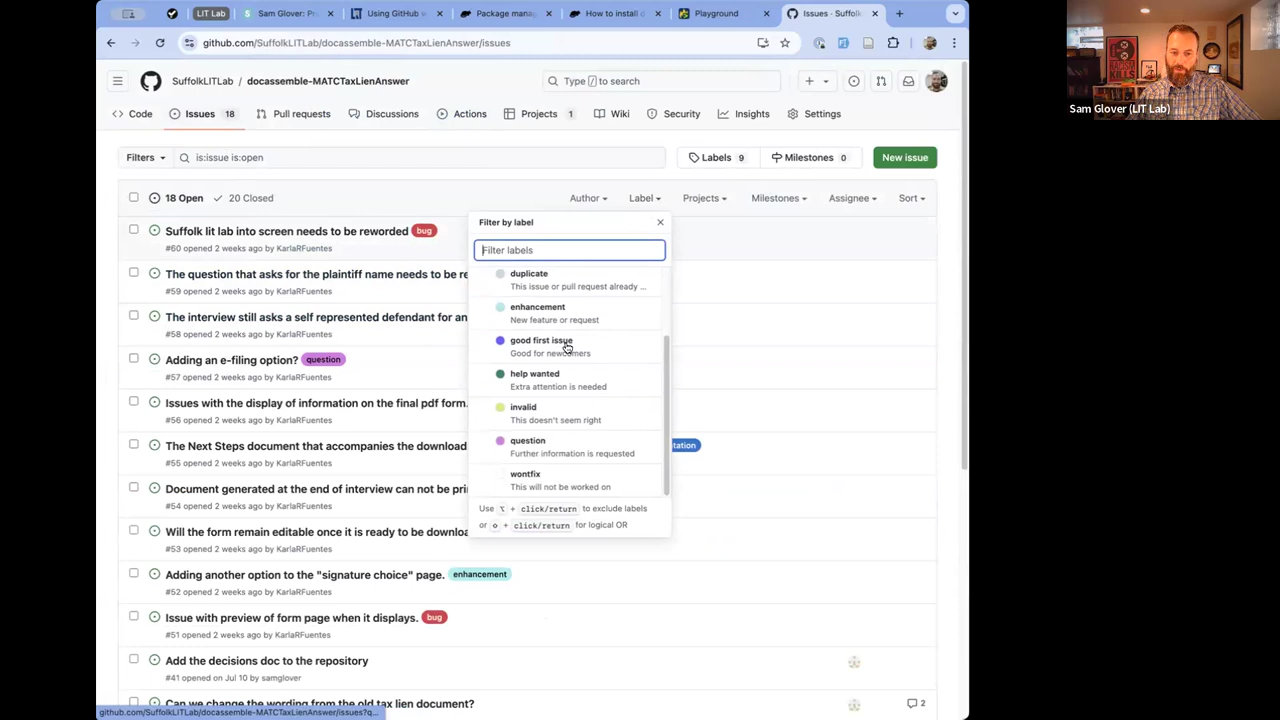 LIT Lab
Sam Glover: Pr
Using GitHub w
Package mana
How to install d
Playground
Issues · Suffolk
github.com/SuffolkLITLab/docassemble-MATCTaxLienAnswer/issues
SuffolkLITLab / docassemble-MATCTaxLienAnswer
Type / to search
Code
Issues 18
Pull requests
Discussions
Actions
Projects 1
Wiki
Security
Insights
Settings
Filters
is:issue is:open
Labels 9
Milestones 0
New issue
18 Open
20 Closed
Author
Label
Projects
Milestones
Assignee
Sort
Suffolk lit lab into screen needs to be reworded bug
#60 opened 2 weeks ago by KarlaRFuentes
The question that asks for the plaintiff name needs to be re
#59 opened 2 weeks ago by KarlaRFuentes
The interview still asks a self represented defendant for an
#58 opened 2 weeks ago by KarlaRFuentes
Adding an e-filing option? question
#57 opened 2 weeks ago by KarlaRFuentes
Issues with the display of information on the final pdf form.
#56 opened 2 weeks ago by KarlaRFuentes
The Next Steps document that accompanies the download
tation
#55 opened 2 weeks ago by KarlaRFuentes
Document generated at the end of interview can not be pri
#54 opened 2 weeks ago by KarlaRFuentes
Will the form remain editable once it is ready to be downloa
#53 opened 2 weeks ago by KarlaRFuentes
Adding another option to the "signature choice" page. enhancement
#52 opened 2 weeks ago by KarlaRFuentes
Issue with preview of form page when it displays. bug
#51 opened 2 weeks ago by KarlaRFuentes
Add the decisions doc to the repository
#41 opened on Jul 10 by samglover
Can we change the wording from the old tax lien document?
2
Filter by label
Filter labels
duplicate
This issue or pull request already ...
enhancement
New feature or request
good first issue
Good for newcomers
help wanted
Extra attention is needed
invalid
This doesn't seem right
question
Further information is requested
wontfix
This will not be worked on
Use ⌥ + click/return to exclude labels
or ⇧ + click/return for logical OR
github.com/SuffolkLITLab/docassemble-MATCTaxLienAnswer/issues?q...
Sam Glover (LIT Lab)
KILLS